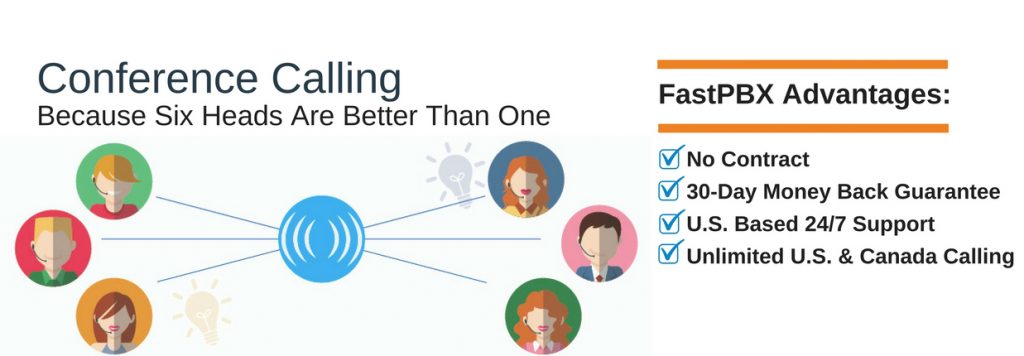 Conference Calling
Because Six Heads Are Better Than One
FastPBX Advantages:
No Contract
30-Day Money Back Guarantee
U.S. Based 24/7 Support
Unlimited U.S. & Canada Calling